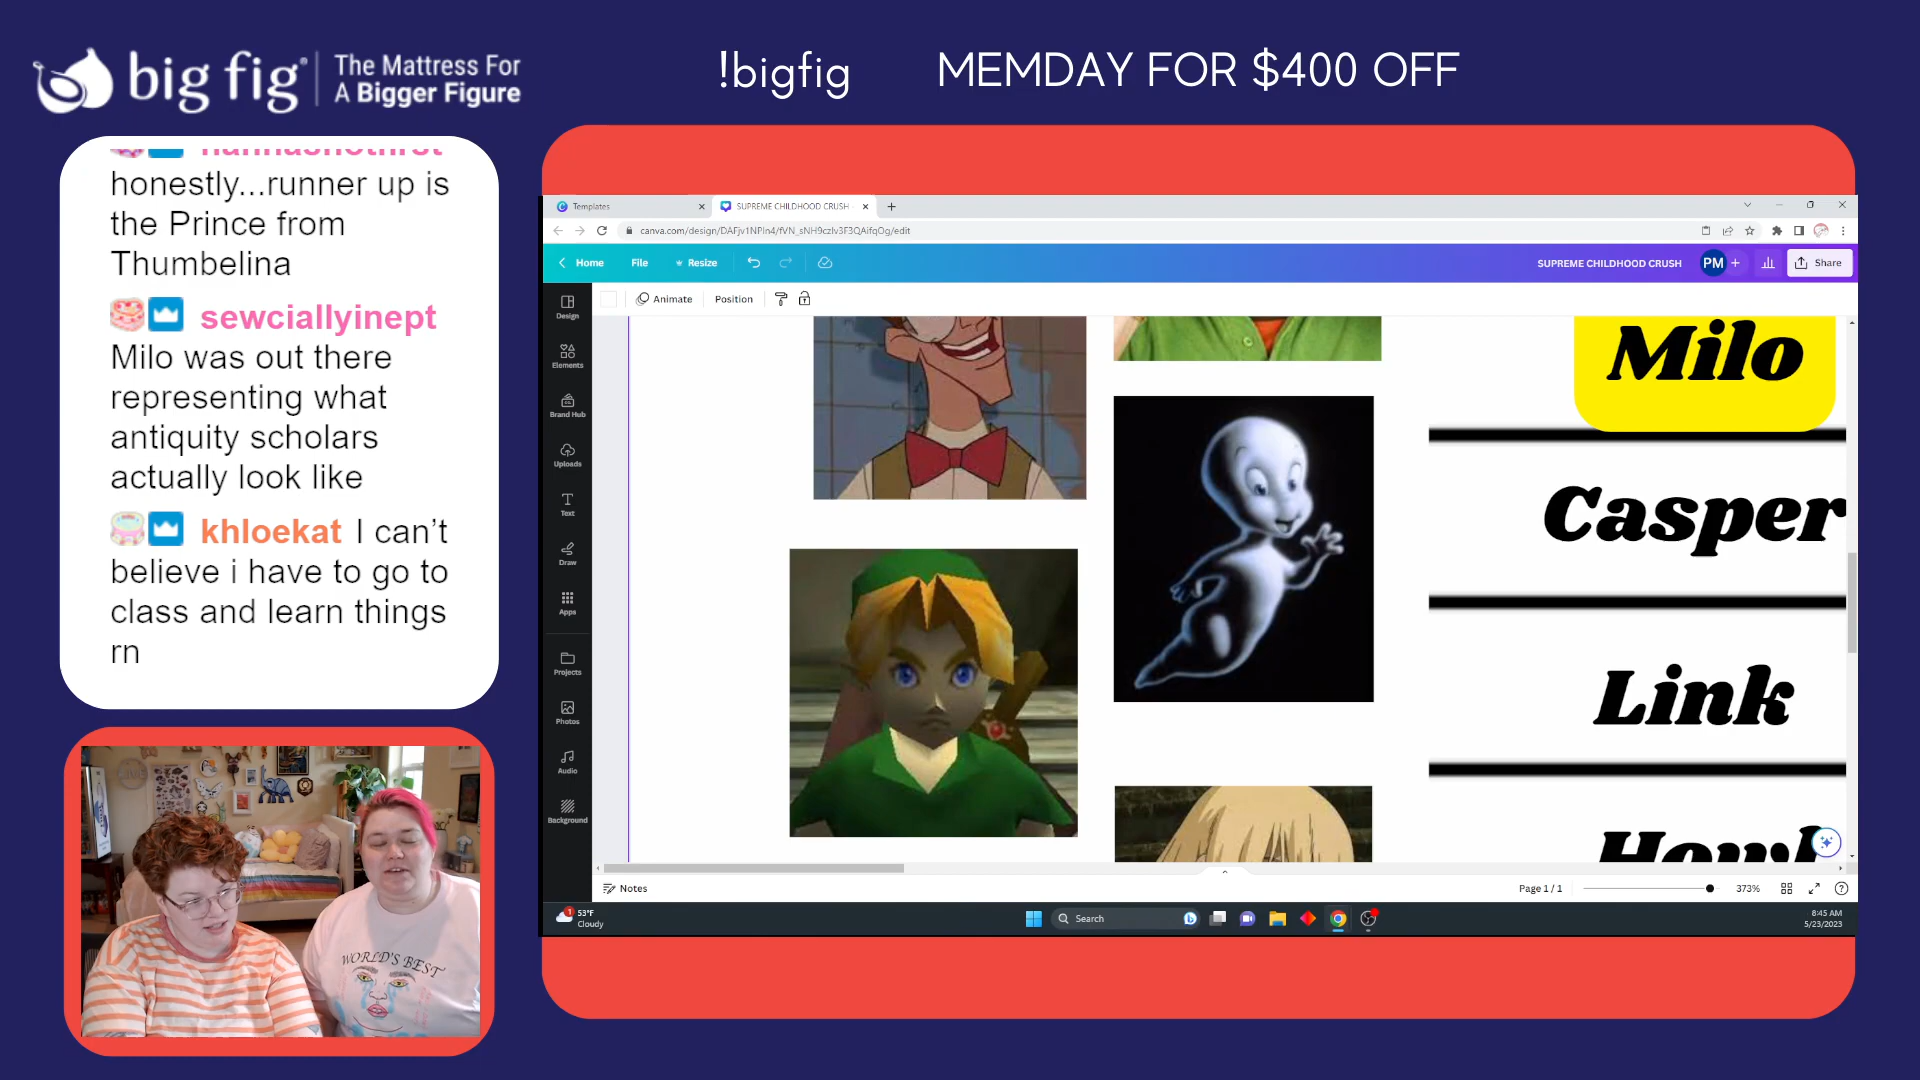 big fig
The Mattress For
A Bigger Figure
!bigfig
MEMDAY FOR $400 OFF
hannashothrst
honestly...runner up is
the Prince from
Thumbelina
sewciallyinept
Milo was out there
representing what
antiquity scholars
actually look like
khloekat I can't
believe i have to go to
class and learn things
rn
WORLD'S BEST
Templates
SUPREME CHILDHOOD CRUSH
Home
File
Resize
SUPREME CHILDHOOD CRUSH
PM
Share
Animate
Position
Design
Elements
Brand Hub
Uploads
Text
Draw
Apps
Projects
Photos
Audio
Background
Milo
Casper
Link
Howl
Notes
Page 1 / 1
373%
1
53°F
Cloudy
Search
8:45 AM
5/23/2023